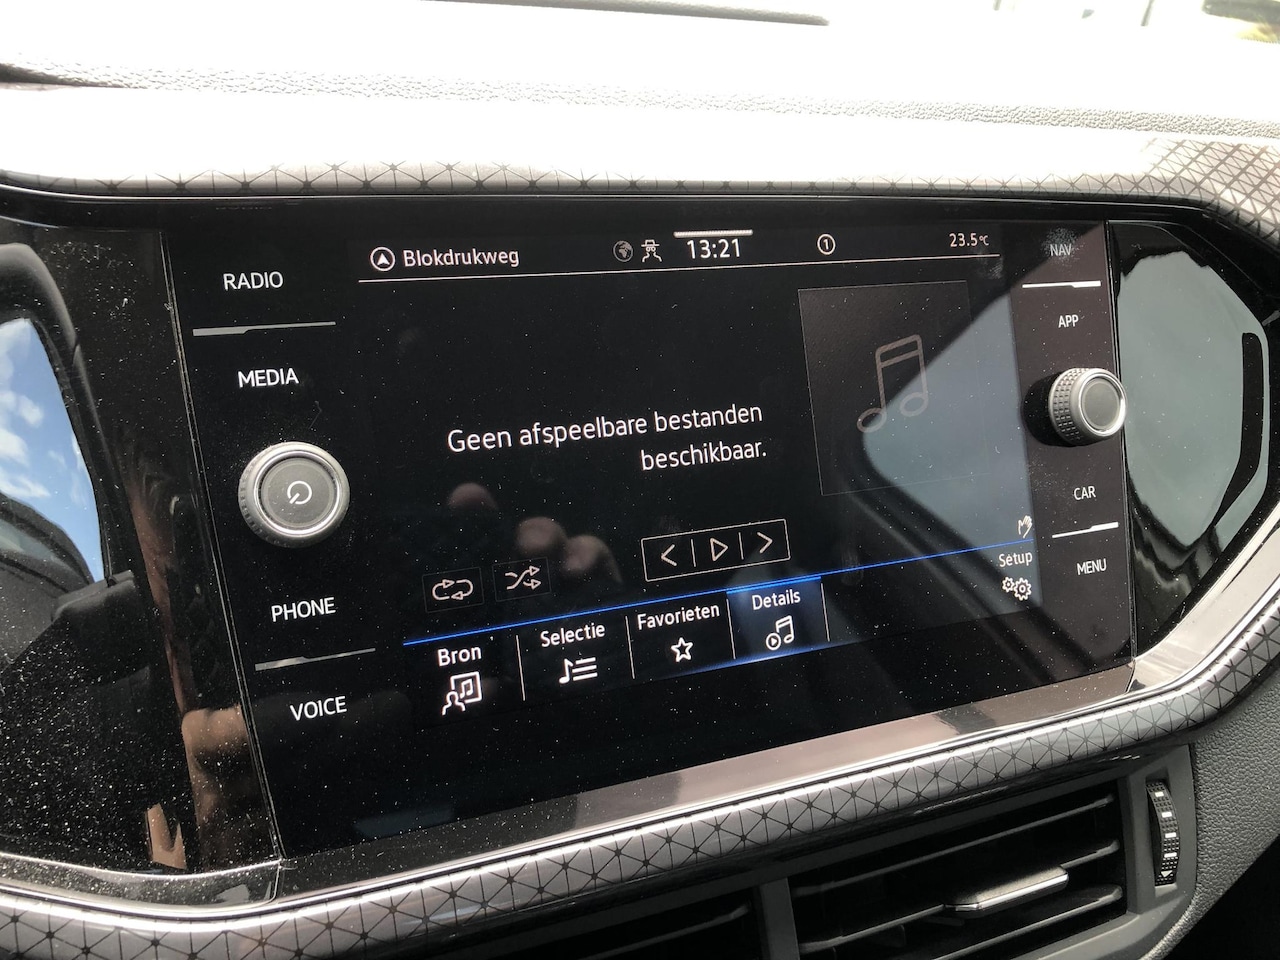 RADIO
MEDIA
PHONE
VOICE
Blokdrukweg
13:21
1
23.5°C
Geen afspeelbare bestanden
beschikbaar.
Bron
Selectie
Favorieten
Details
Setup
NAV
APP
CAR
MENU